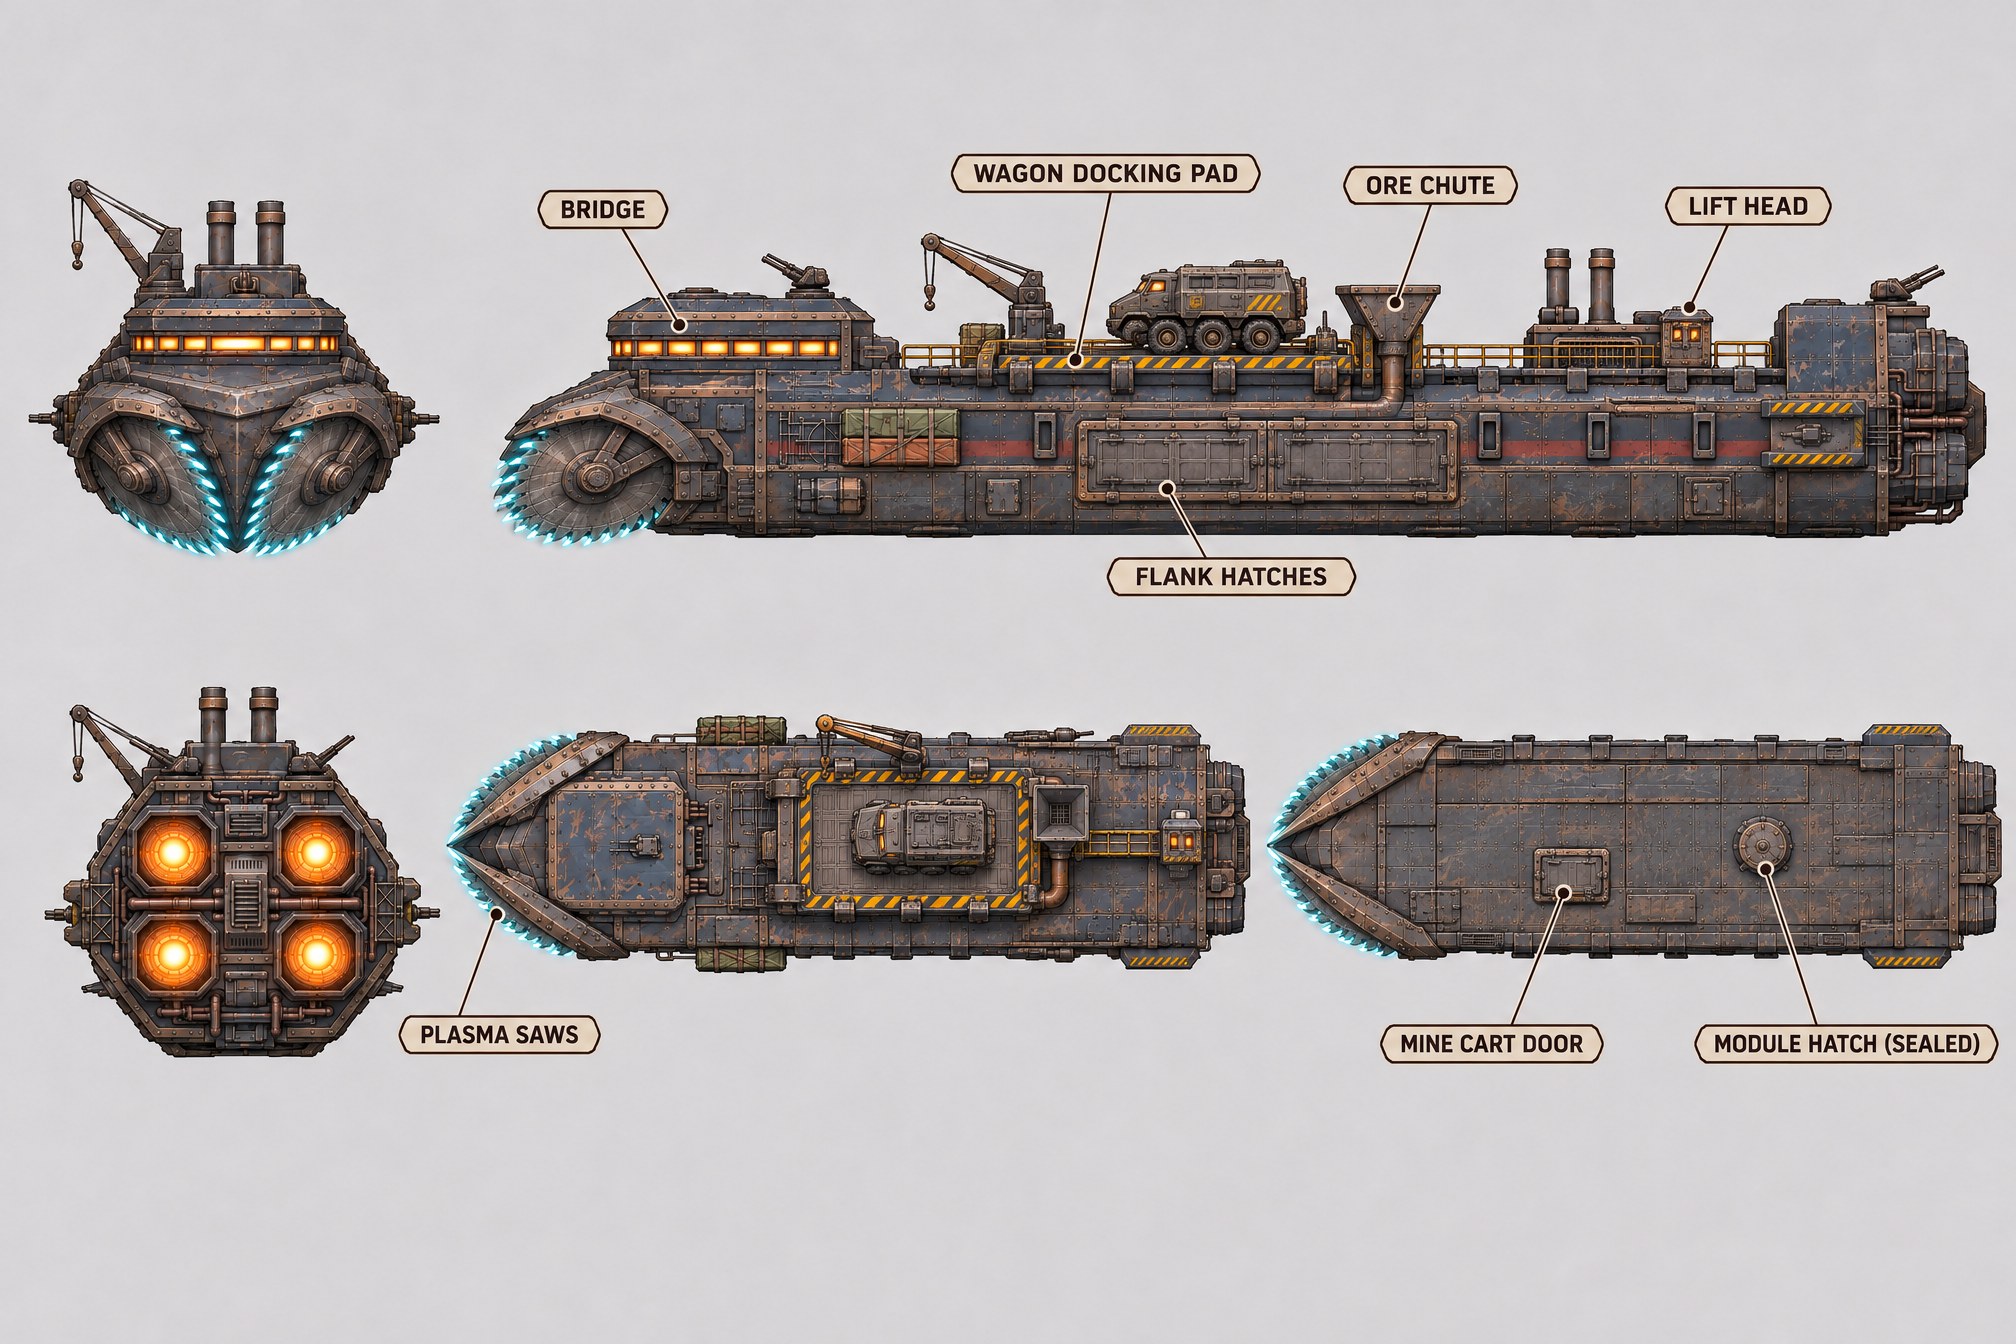 WAGON DOCKING PAD
ORE CHUTE
BRIDGE
LIFT HEAD
FLANK HATCHES
PLASMA SAWS
MINE CART DOOR
MODULE HATCH (SEALED)